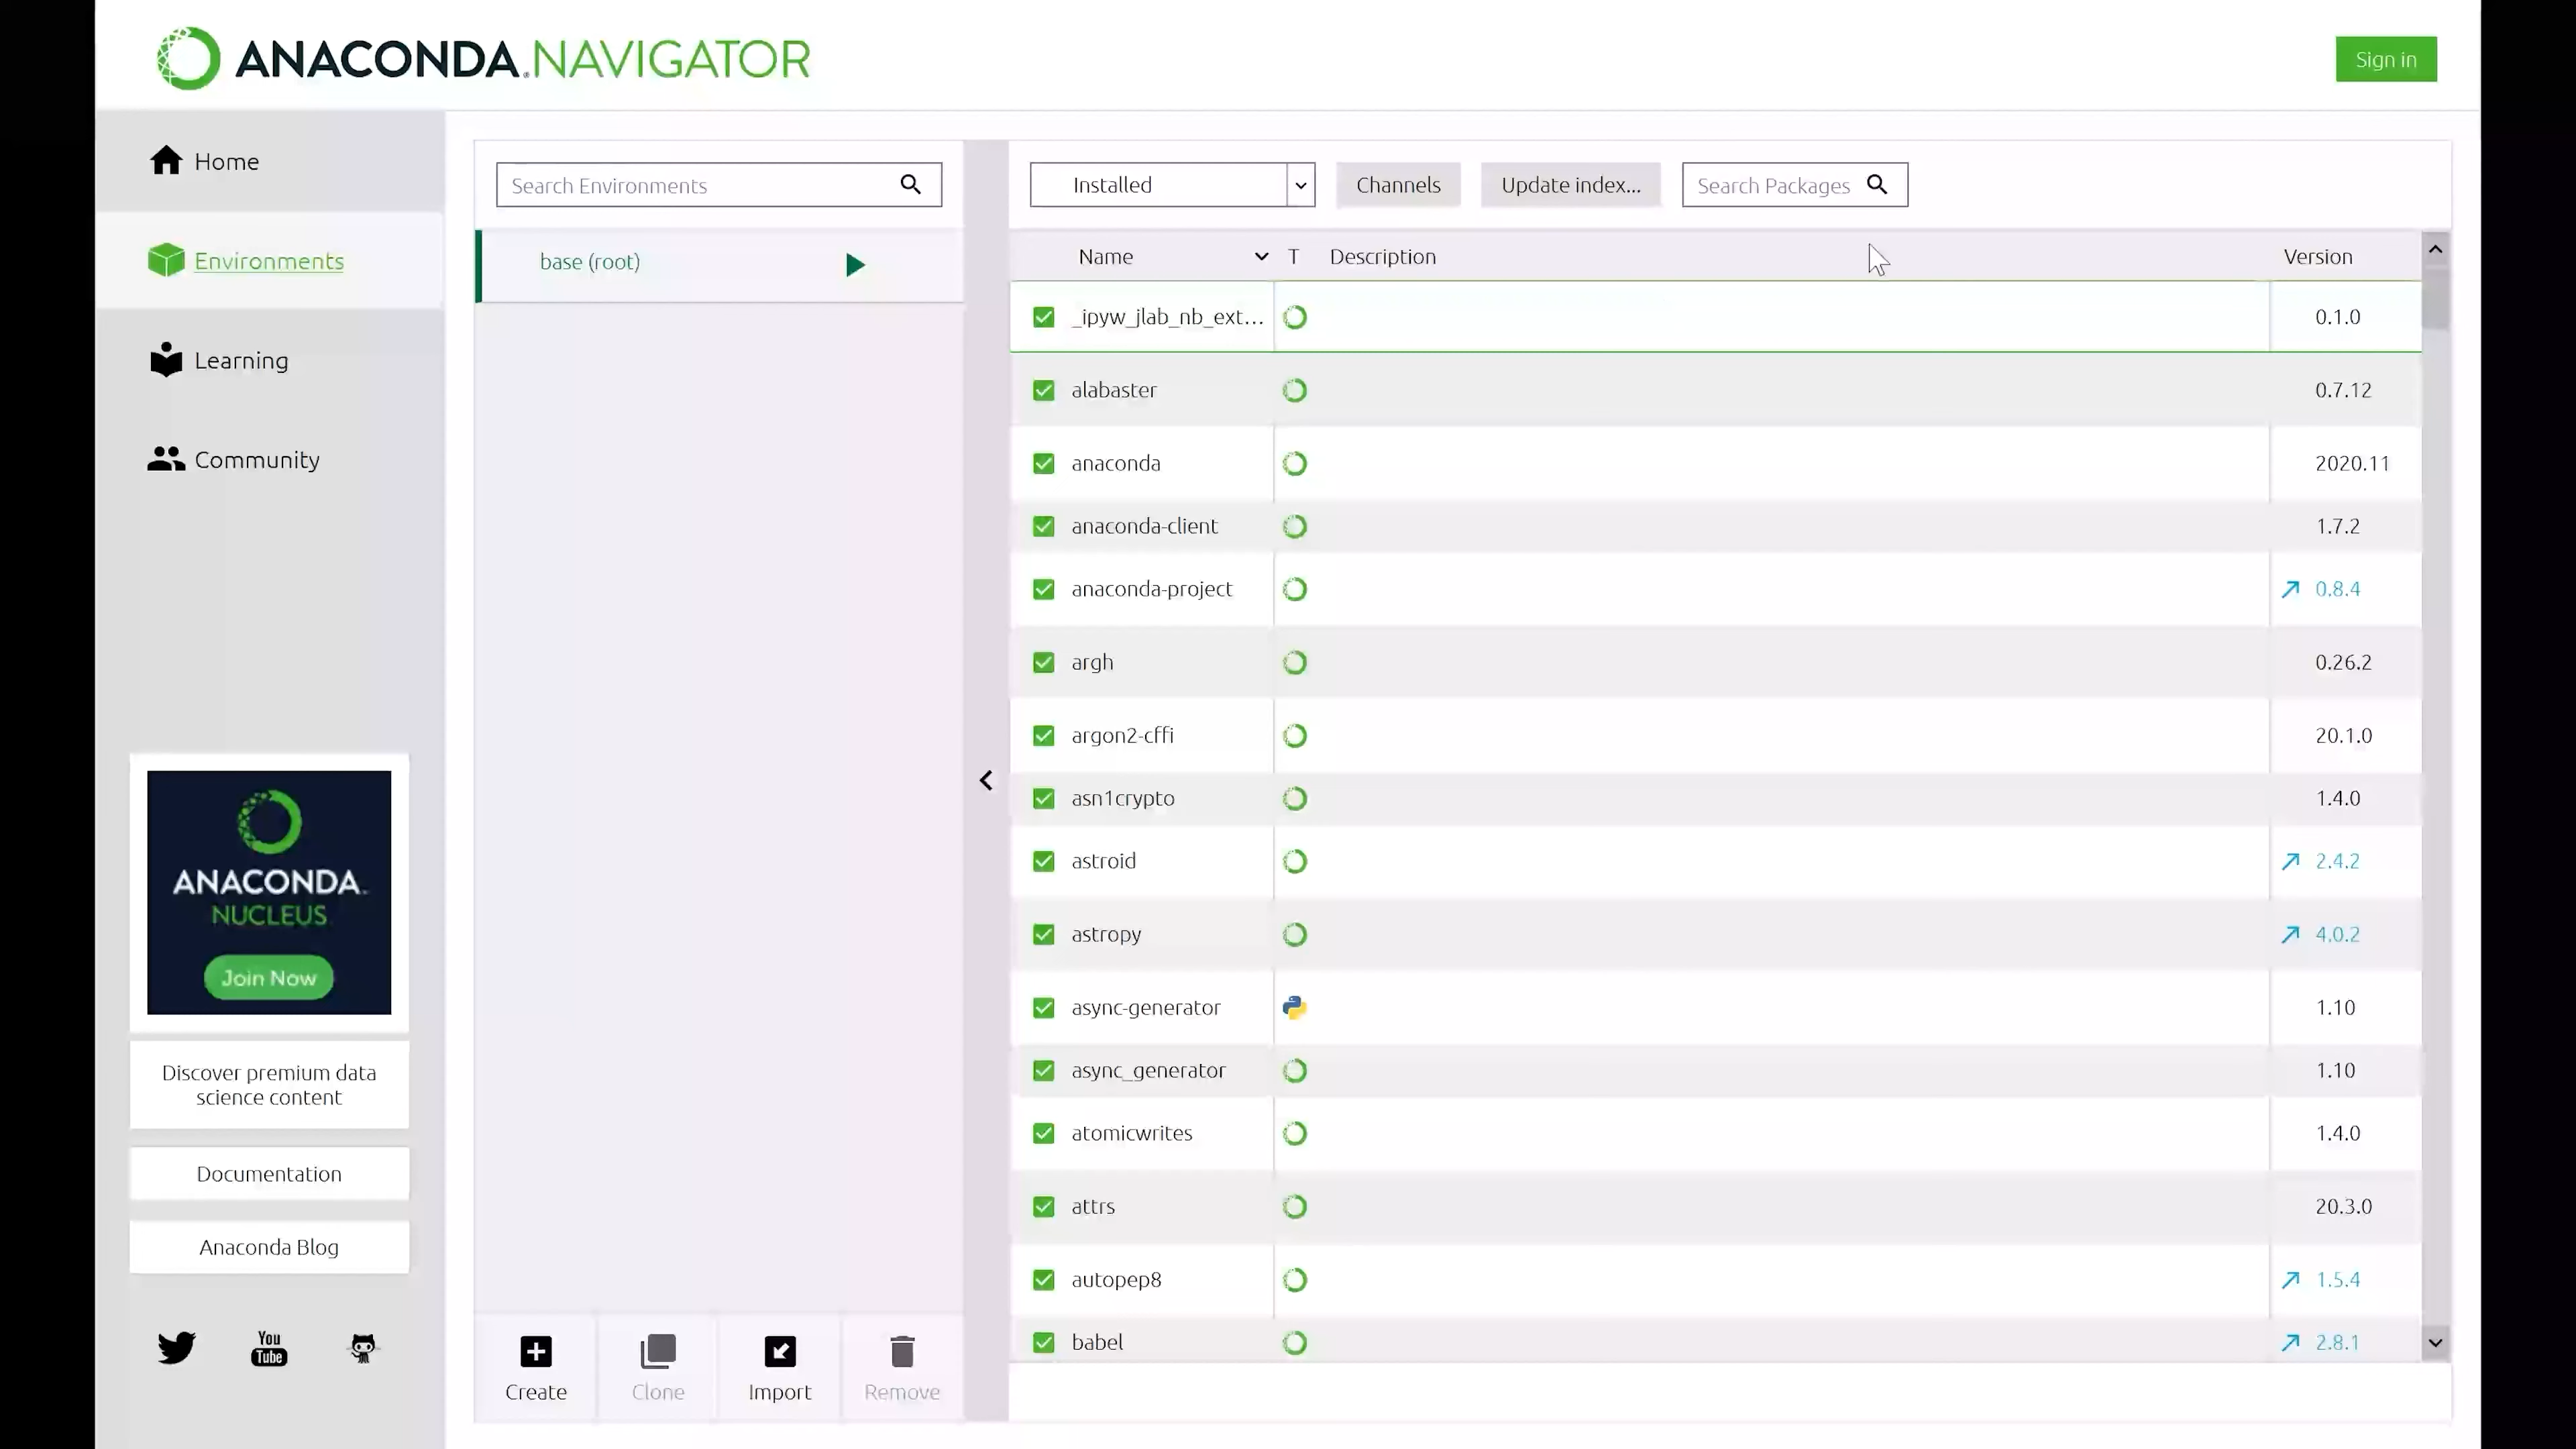 ANACONDA.NAVIGATOR
Sign in
Home
Environments
Learning
Community
ANACONDA.
NUCLEUS
Join Now
Discover premium data
science content
Documentation
Anaconda Blog
You
Tube
Search Environments
base (root)
Create
Clone
Import
Remove
Installed
Channels
Update index...
Search Packages
Name T Description Version
_ipyw_jlab_nb_ext... 0.1.0
alabaster 0.7.12
anaconda 2020.11
anaconda-client 1.7.2
anaconda-project 0.8.4
argh 0.26.2
argon2-cffi 20.1.0
asn1crypto 1.4.0
astroid 2.4.2
astropy 4.0.2
async-generator 1.10
async_generator 1.10
atomicwrites 1.4.0
attrs 20.3.0
autopep8 1.5.4
babel 2.8.1